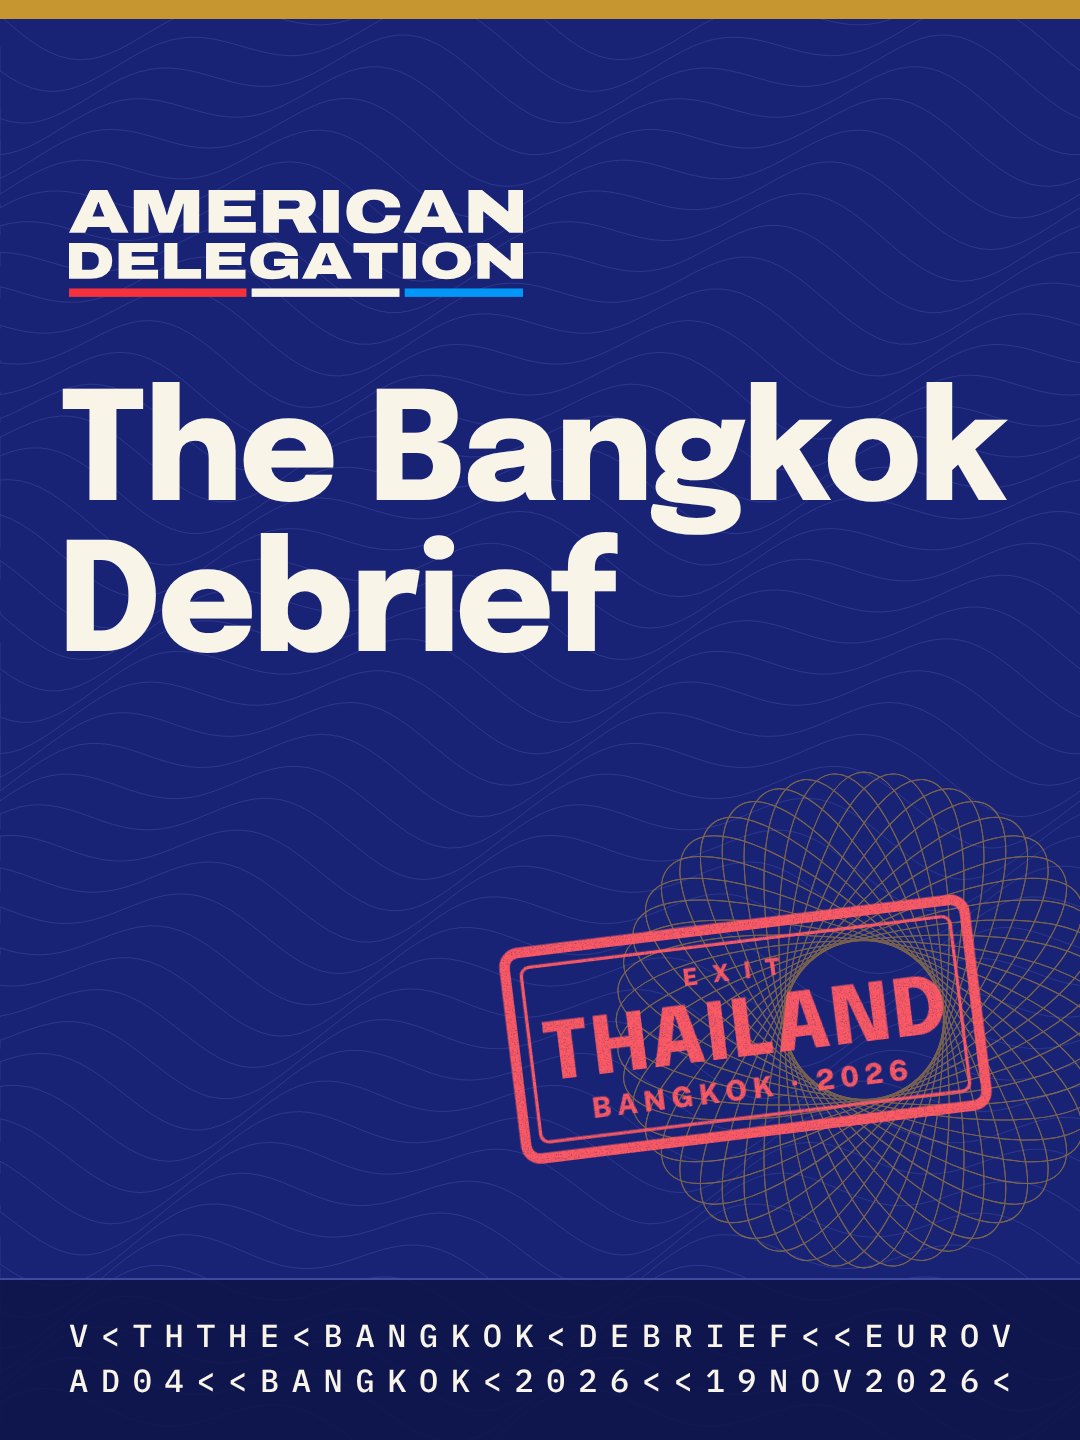 AMERICAN
DELEGATION
The Bangkok
Debrief
EXIT
THAILAND
BANGKOK · 2026
V<THTHE<BANGKOK<DEBRIEF<<EUROV
AD04<<BANGKOK<2026<<19NOV2026<